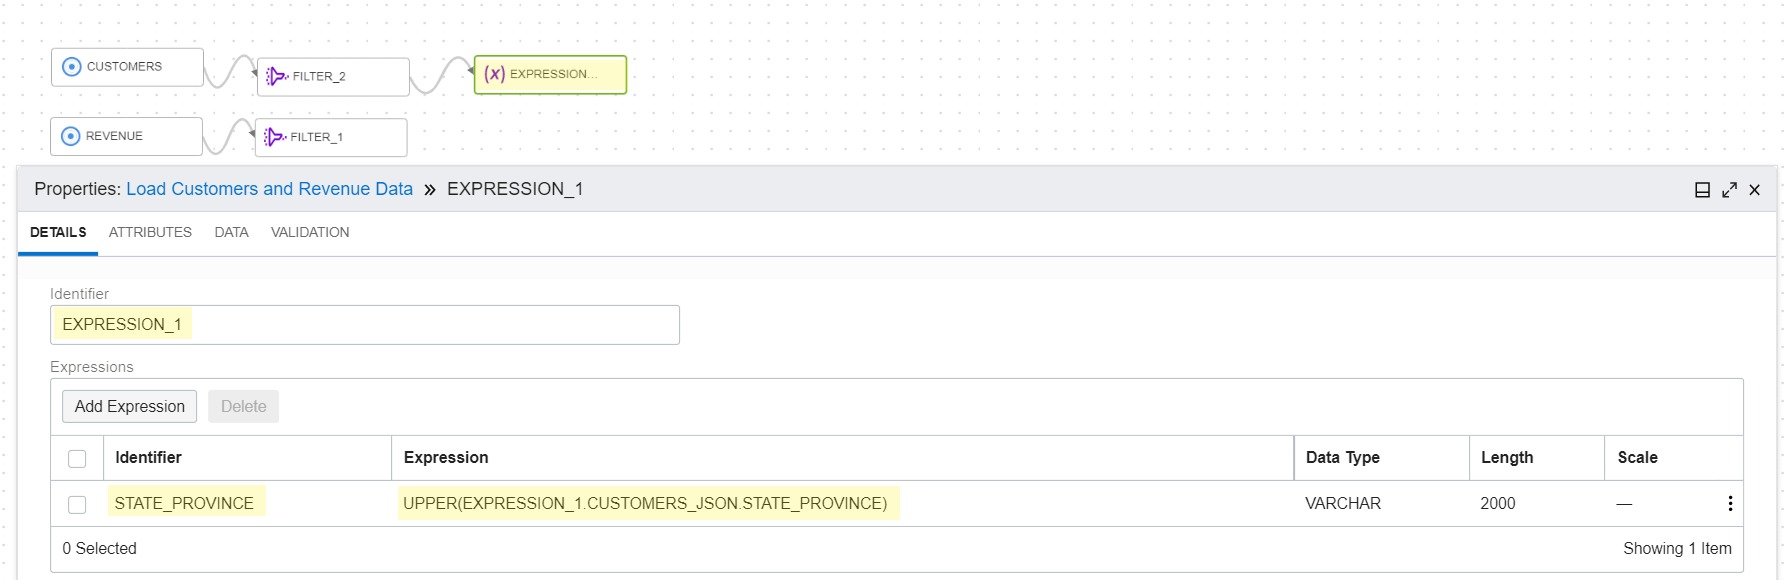 CUSTOMERS
FILTER_2
(x) EXPRESSION...
REVENUE
FILTER_1
Properties: Load Customers and Revenue Data » EXPRESSION_1
DETAILS ATTRIBUTES DATA VALIDATION
Identifier
EXPRESSION_1
Expressions
Add Expression Delete
Identifier Expression Data Type Length Scale
STATE_PROVINCE UPPER(EXPRESSION_1.CUSTOMERS_JSON.STATE_PROVINCE) VARCHAR 2000 —
0 Selected Showing 1 Item